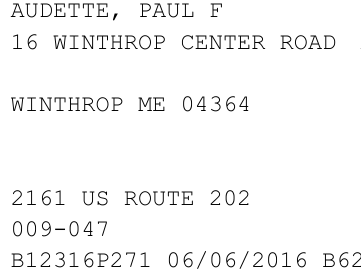 AUDETTE, PAUL F
16 WINTHROP CENTER ROAD
WINTHROP ME 04364
2161 US ROUTE 202
009-047
B12316P271 06/06/2016 B62